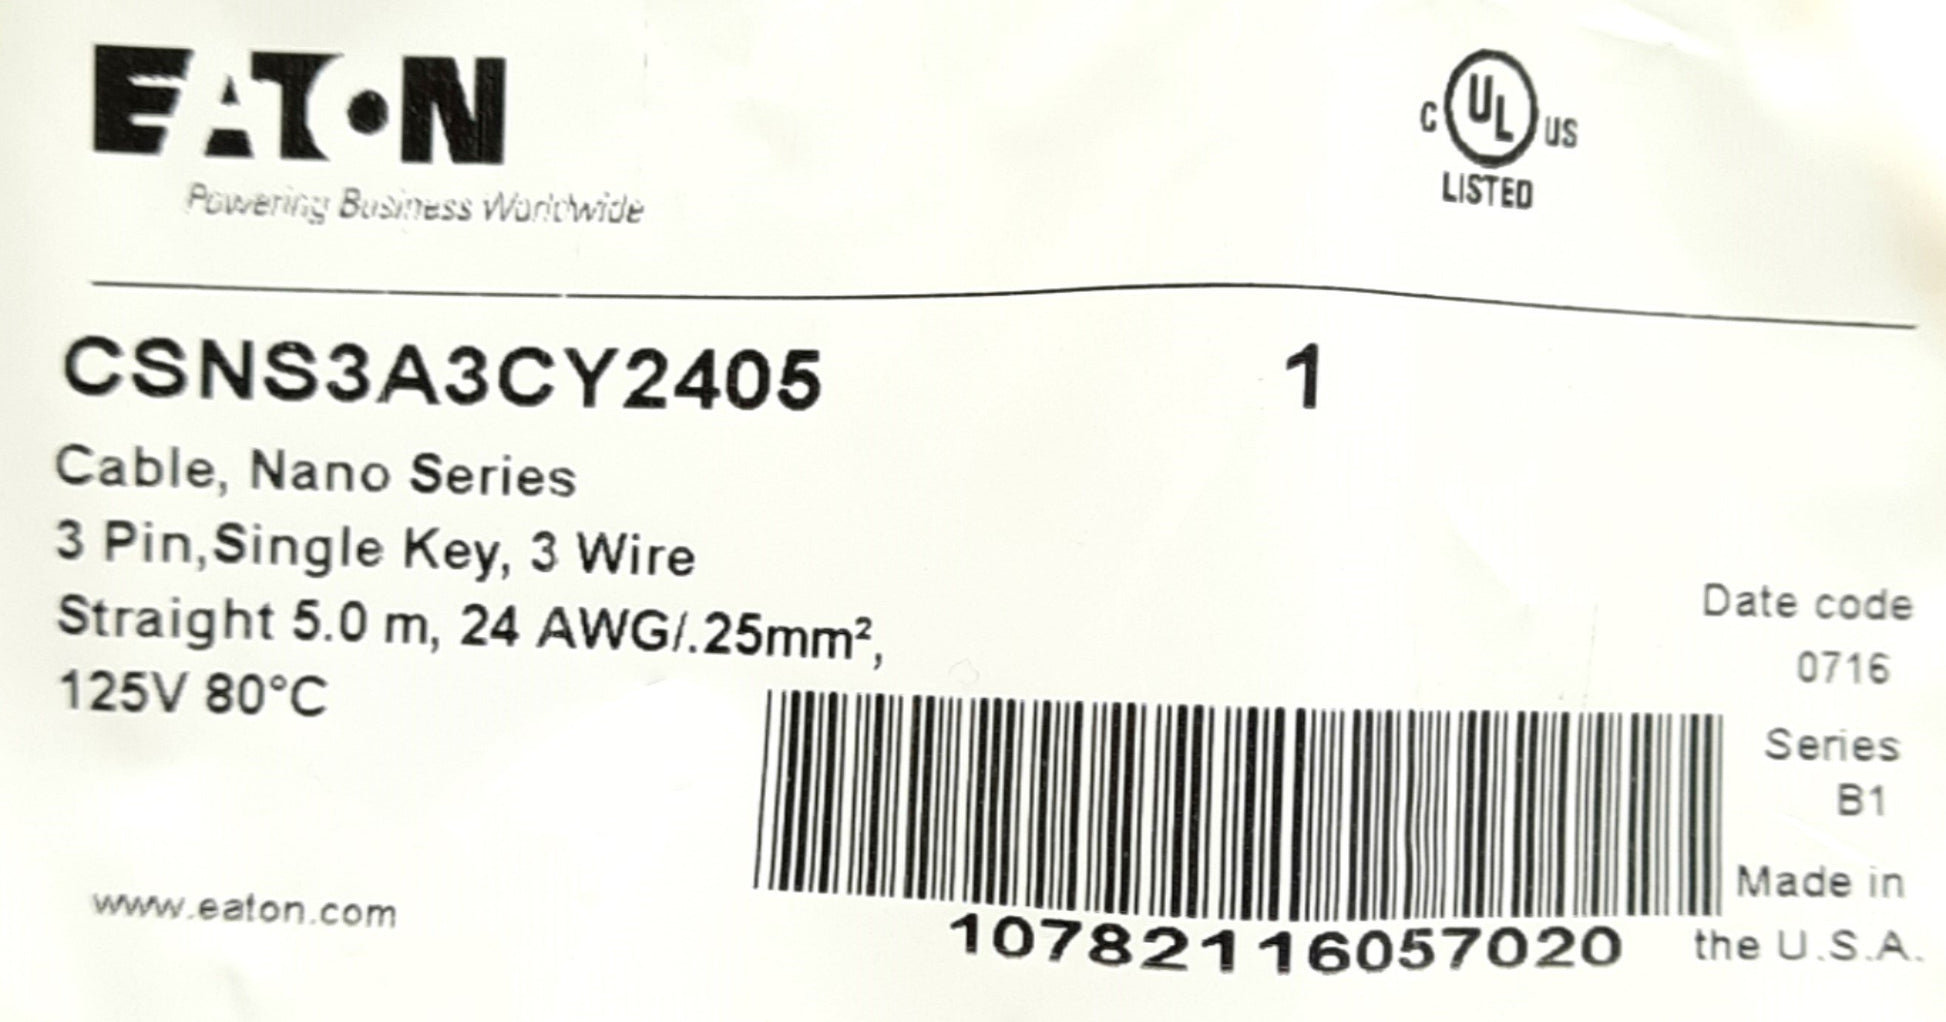 EATON
Powering Business Worldwide
C UL US
LISTED
CSNS3A3CY2405 1
Cable, Nano Series
3 Pin,Single Key, 3 Wire
Straight 5.0 m, 24 AWG/.25mm²,
125V 80°C
Date code
0716
Series
B1
Made in
the U.S.A.
www.eaton.com
10782116057020